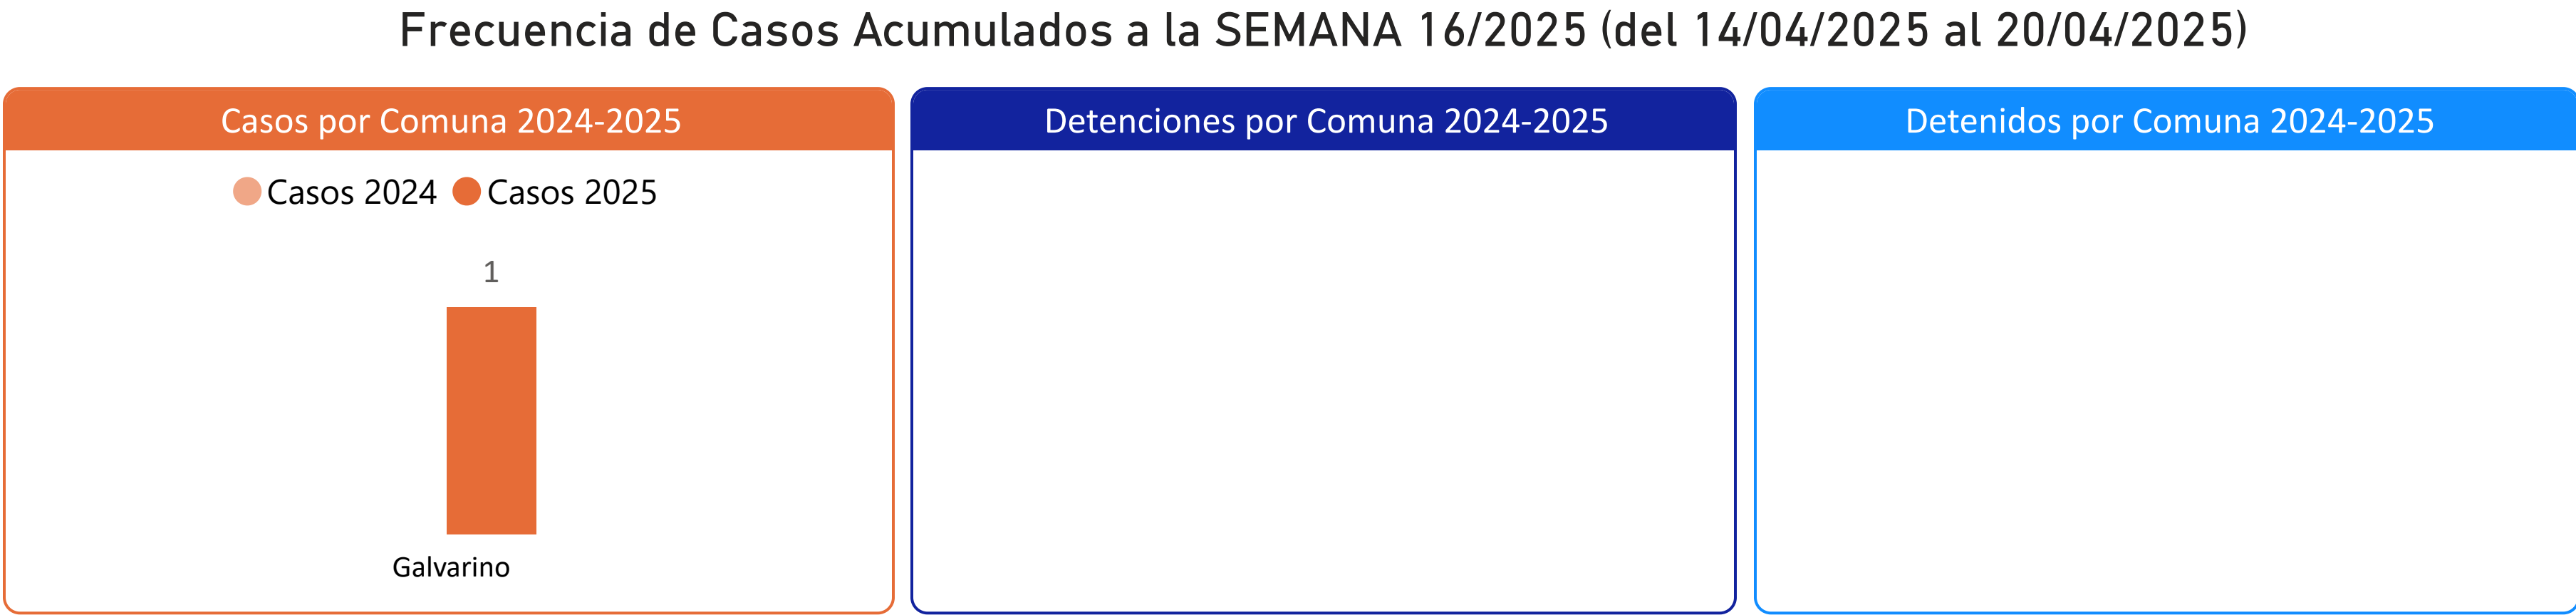 Frecuencia de Casos Acumulados a la SEMANA 16/2025 (del 14/04/2025 al 20/04/2025)
Casos por Comuna 2024-2025
Casos 2024 Casos 2025
1
Galvarino
Detenciones por Comuna 2024-2025
Detenidos por Comuna 2024-2025